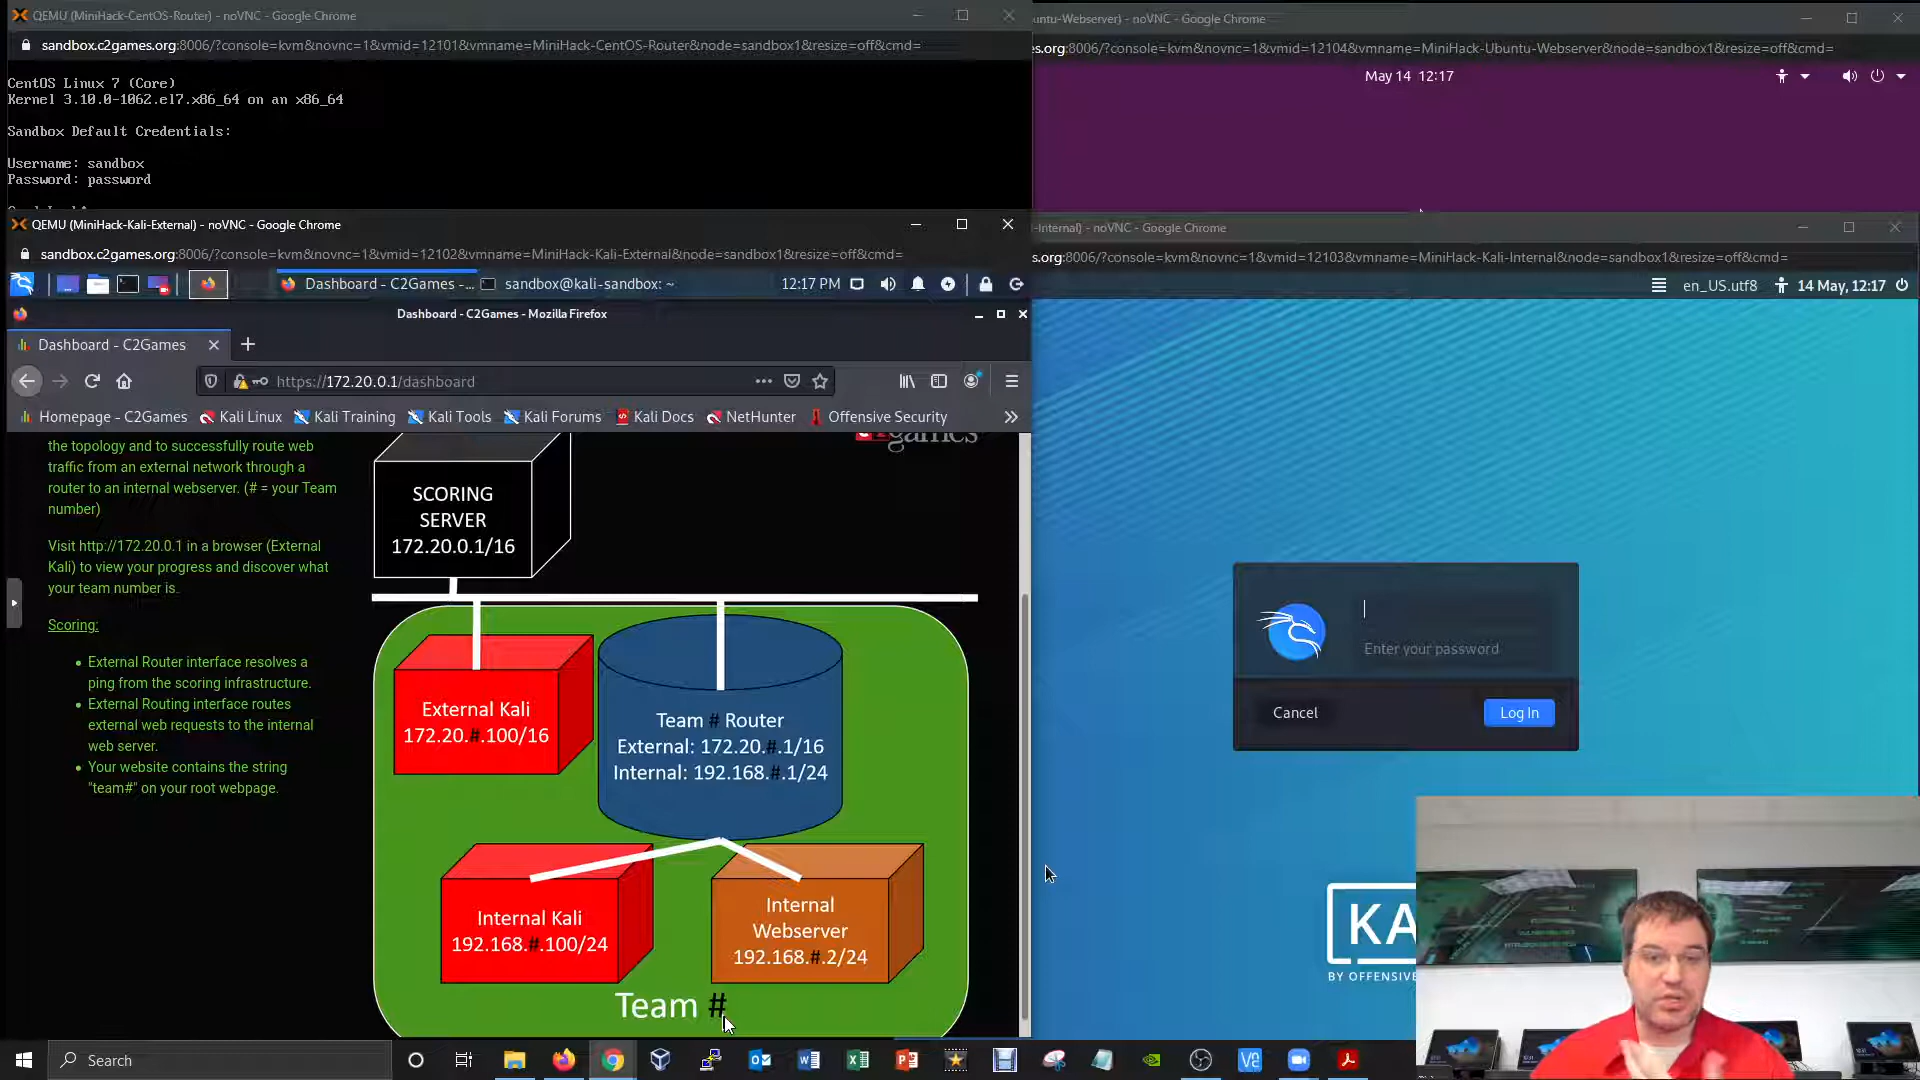 QEMU (MiniHack-CentOS-Router) - noVNC - Google Chrome
sandbox.c2games.org:8006/?console=kvm&novnc=1&vmid=12101&vmname=MiniHack-CentOS-Router&node=sandbox1&resize=off&cmd=
CentOS Linux 7 (Core)
Kernel 3.10.0-1062.el7.x86_64 on an x86_64
Sandbox Default Credentials:
Username: sandbox
Password: password
untu-Webserver) - noVNC - Google Chrome
es.org:8006/?console=kvm&novnc=1&vmid=12104&vmname=MiniHack-Ubuntu-Webserver&node=sandbox1&resize=off&cmd=
May 14 12:17
QEMU (MiniHack-Kali-External) - noVNC - Google Chrome
sandbox.c2games.org:8006/?console=kvm&novnc=1&vmid=12102&vmname=MiniHack-Kali-External&node=sandbox1&resize=off&cmd=
Dashboard - C2Games -...
sandbox@kali-sandbox: ~
12:17 PM
Dashboard - C2Games - Mozilla Firefox
Dashboard - C2Games
https://172.20.0.1/dashboard
Homepage - C2Games
Kali Linux
Kali Training
Kali Tools
Kali Forums
Kali Docs
NetHunter
Offensive Security
the topology and to successfully route web
traffic from an external network through a
router to an internal webserver. (# = your Team
number)
Visit http://172.20.0.1 in a browser (External
Kali) to view your progress and discover what
your team number is.
Scoring:
External Router interface resolves a
ping from the scoring infrastructure.
External Routing interface routes
external web requests to the internal
web server.
Your website contains the string
"team#" on your root webpage.
games
SCORING
SERVER
172.20.0.1/16
External Kali
172.20.#.100/16
Team # Router
External: 172.20.#.1/16
Internal: 192.168.#.1/24
Internal Kali
192.168.#.100/24
Internal
Webserver
192.168.#.2/24
Team #
-Internal) - noVNC - Google Chrome
es.org:8006/?console=kvm&novnc=1&vmid=12103&vmname=MiniHack-Kali-Internal&node=sandbox1&resize=off&cmd=
en_US.utf8
14 May, 12:17
Enter your password
Cancel
Log In
KA
BY OFFENSIVE
Search